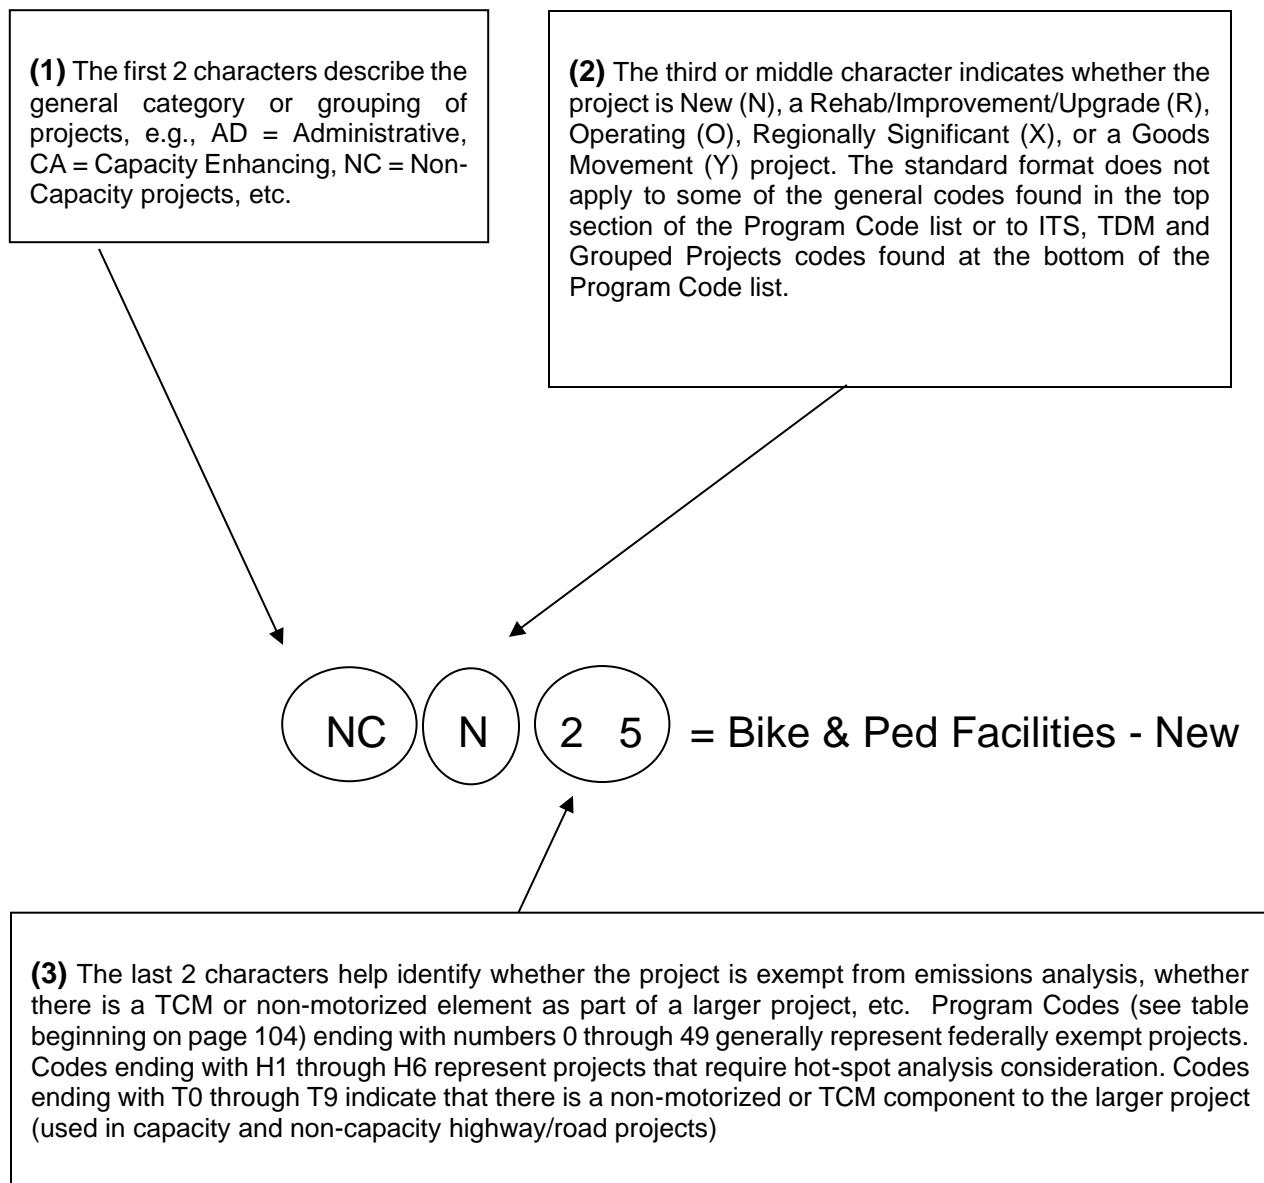 (1) The first 2 characters describe the
general category or grouping of
projects, e.g., AD = Administrative,
CA = Capacity Enhancing, NC = Non-
Capacity projects, etc.
(2) The third or middle character indicates whether the
project is New (N), a Rehab/Improvement/Upgrade (R),
Operating (O), Regionally Significant (X), or a Goods
Movement (Y) project. The standard format does not
apply to some of the general codes found in the top
section of the Program Code list or to ITS, TDM and
Grouped Projects codes found at the bottom of the
Program Code list.
NC N 2 5 = Bike & Ped Facilities - New
(3) The last 2 characters help identify whether the project is exempt from emissions analysis, whether
there is a TCM or non-motorized element as part of a larger project, etc. Program Codes (see table
beginning on page 104) ending with numbers 0 through 49 generally represent federally exempt projects.
Codes ending with H1 through H6 represent projects that require hot-spot analysis consideration. Codes
ending with T0 through T9 indicate that there is a non-motorized or TCM component to the larger project
(used in capacity and non-capacity highway/road projects)